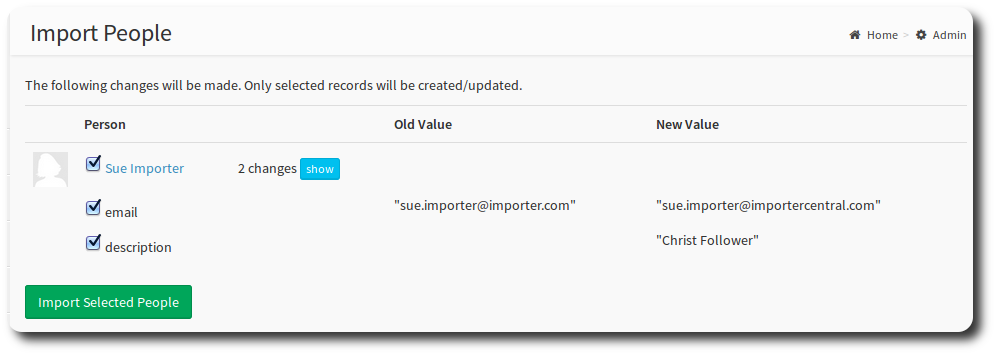 Import People
Home > Admin
The following changes will be made. Only selected records will be created/updated.
Person Old Value New Value
Sue Importer 2 changes show
email "sue.importer@importer.com" "sue.importer@importercentral.com"
description "Christ Follower"
Import Selected People